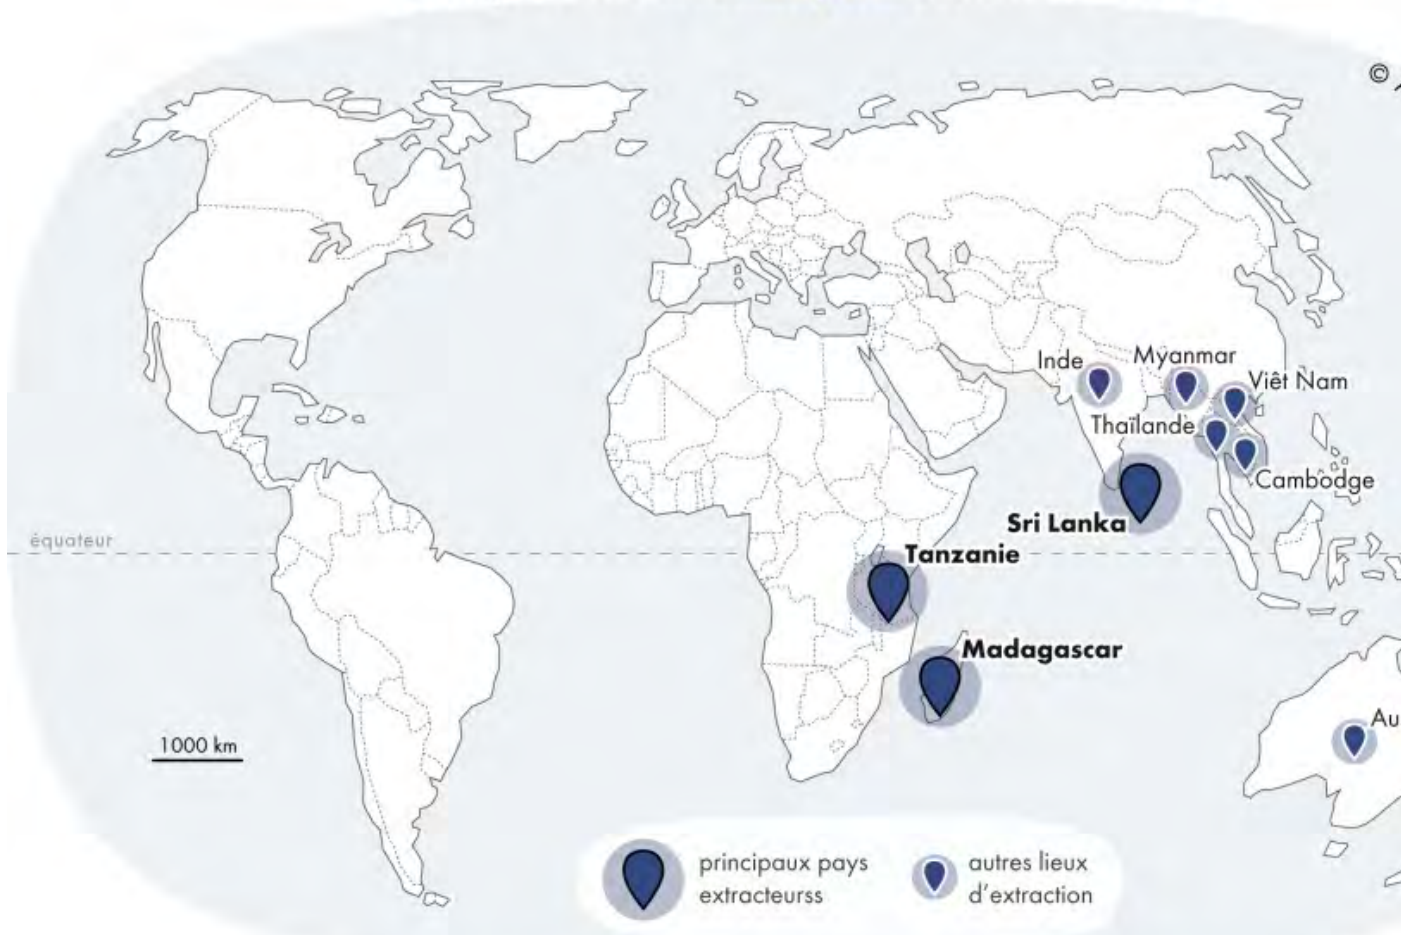 ©
Inde
Myanmar
Viêt Nam
Thaïlande
Cambodge
Sri Lanka
équateur
Tanzanie
Madagascar
Au
1000 km
principaux pays
extracteurss
autres lieux
d'extraction